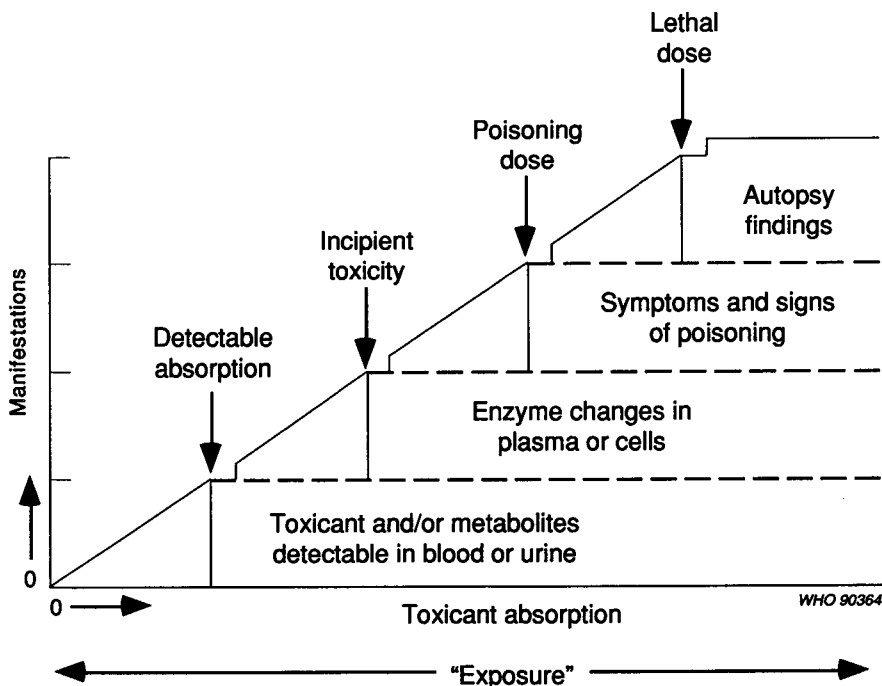 Lethal
dose
Poisoning
dose
Autopsy
findings
Incipient
toxicity
Symptoms and signs
of poisoning
Detectable
absorption
Manifestations
Enzyme changes in
plasma or cells
Toxicant and/or metabolites
detectable in blood or urine
0
0
Toxicant absorption
WHO 90364
“Exposure”